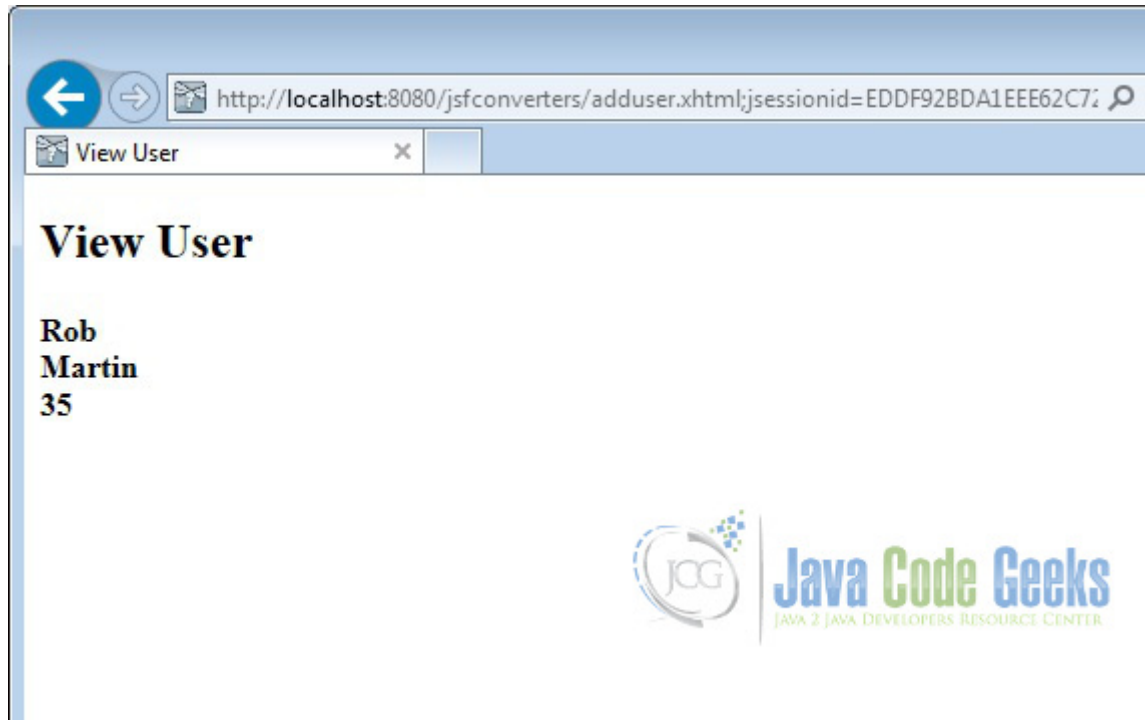 http://localhost:8080/jsfconverters/adduser.xhtml;jsessionid=EDDF92BDA1EEE62C72
View User
View User
Rob
Martin
35
JCG
Java Code Geeks
JAVA 2 JAVA DEVELOPERS RESOURCE CENTER